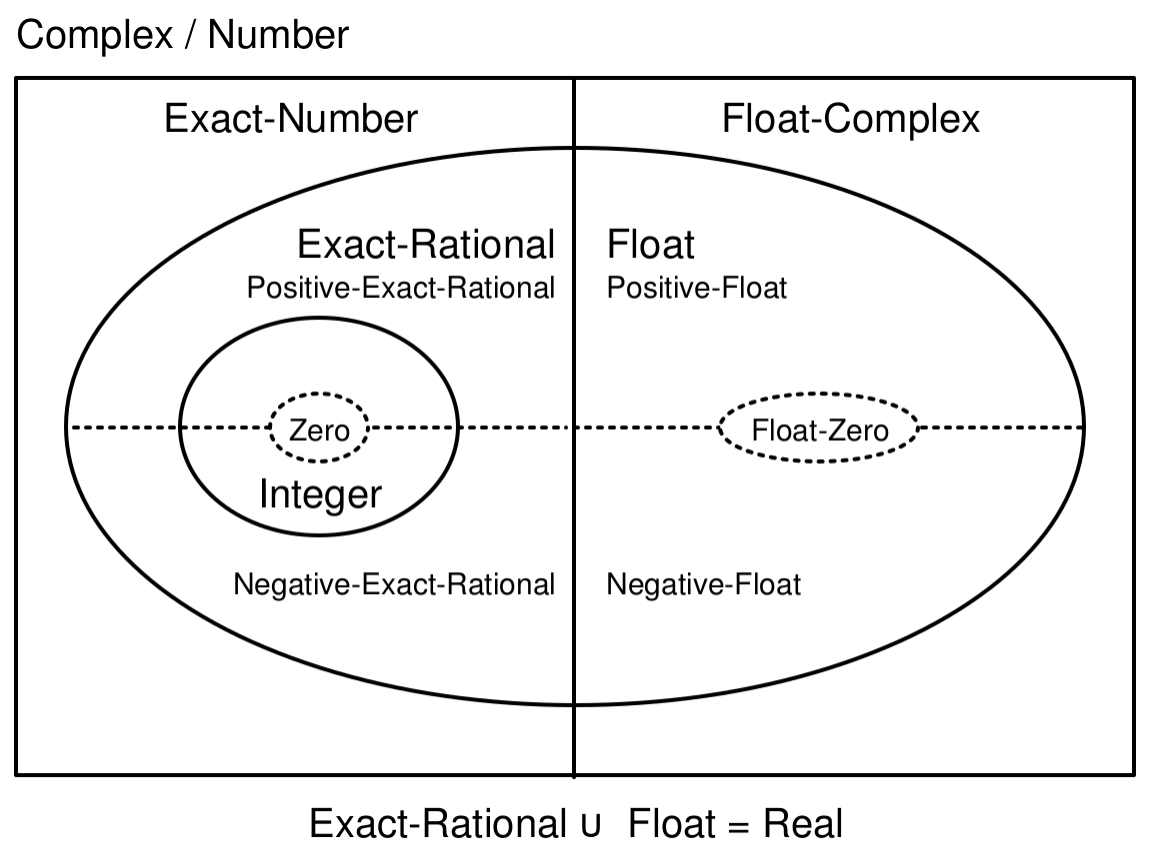 Complex / Number
Exact-Number
Float-Complex
Exact-Rational
Float
Positive-Exact-Rational
Positive-Float
Zero
Float-Zero
Integer
Negative-Exact-Rational
Negative-Float
Exact-Rational ∪ Float = Real